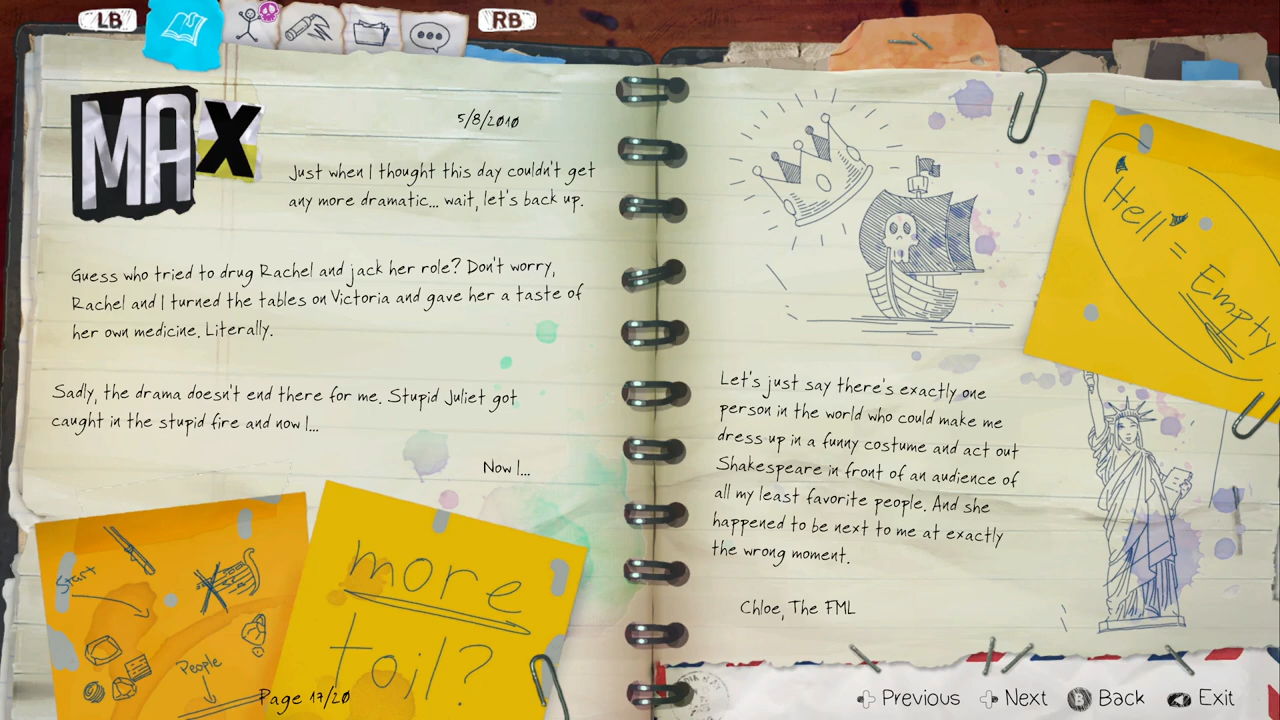 LB
RB
MAX
5/8/2010
Just when I thought this day couldn't get
any more dramatic... wait, let's back up.
Guess who tried to drug Rachel and jack her role? Don't worry,
Rachel and I turned the tables on Victoria and gave her a taste of
her own medicine. Literally.
Sadly, the drama doesn't end there for me. Stupid Juliet got
caught in the stupid fire and now I...
Now I...
Start
People
more
toil?
Page 17/20
"Hell" = Empty
Let's just say there's exactly one
person in the world who could make me
dress up in a funny costume and act out
Shakespeare in front of an audience of
all my least favorite people. And she
happened to be next to me at exactly
the wrong moment.
Chloe, The FML
Previous
Next
B Back
Exit